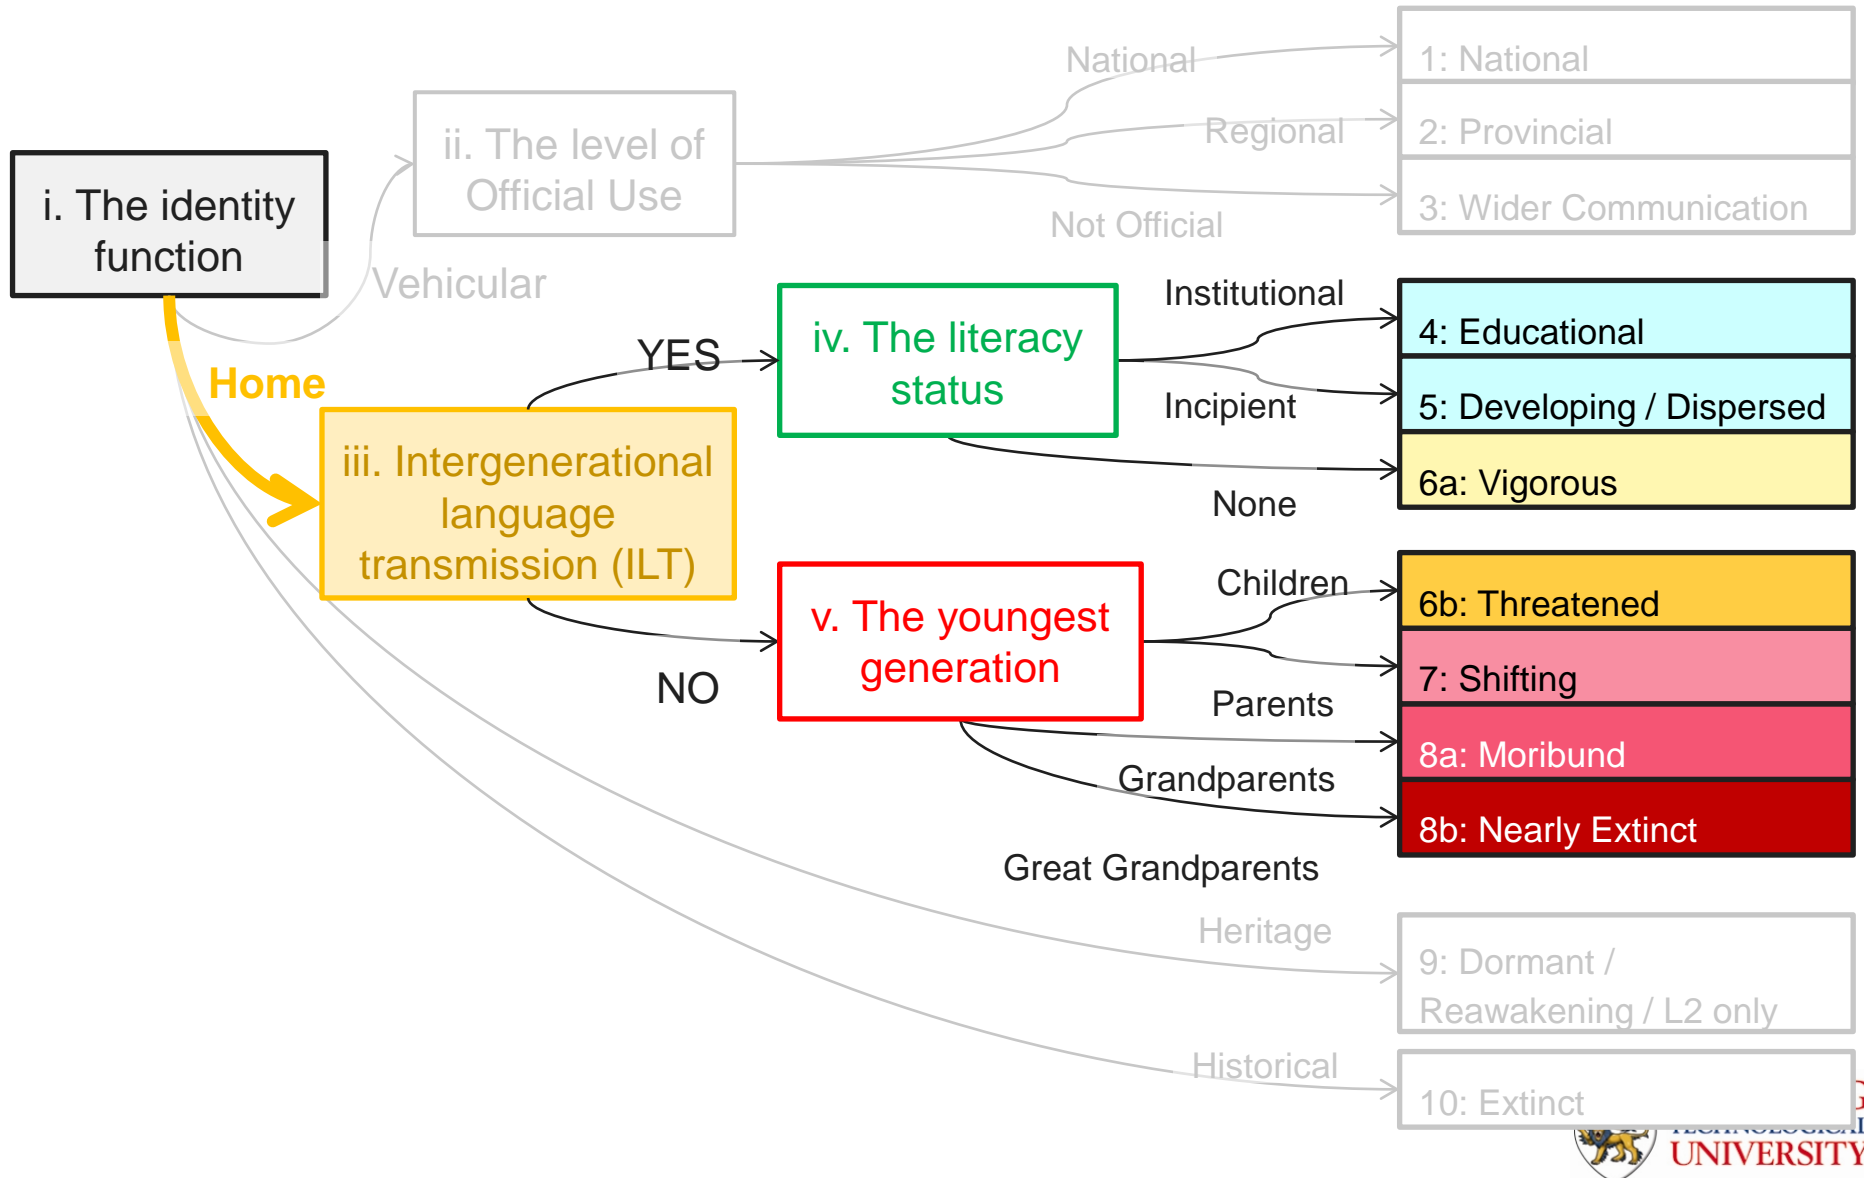 National
1: National
ii. The level of
Official Use
Regional
2: Provincial
i. The identity
function
Not Official
3: Wider Communication
Vehicular
Institutional
YES
iv. The literacy
status
4: Educational
Home
Incipient
5: Developing / Dispersed
iii. Intergenerational
language
transmission (ILT)
None
6a: Vigorous
Children
6b: Threatened
NO
v. The youngest
generation
Parents
7: Shifting
Grandparents
8a: Moribund
8b: Nearly Extinct
Great Grandparents
Heritage
9: Dormant /
Reawakening / L2 only
Historical
10: Extinct
TECHNOLOGICAL
UNIVERSITY